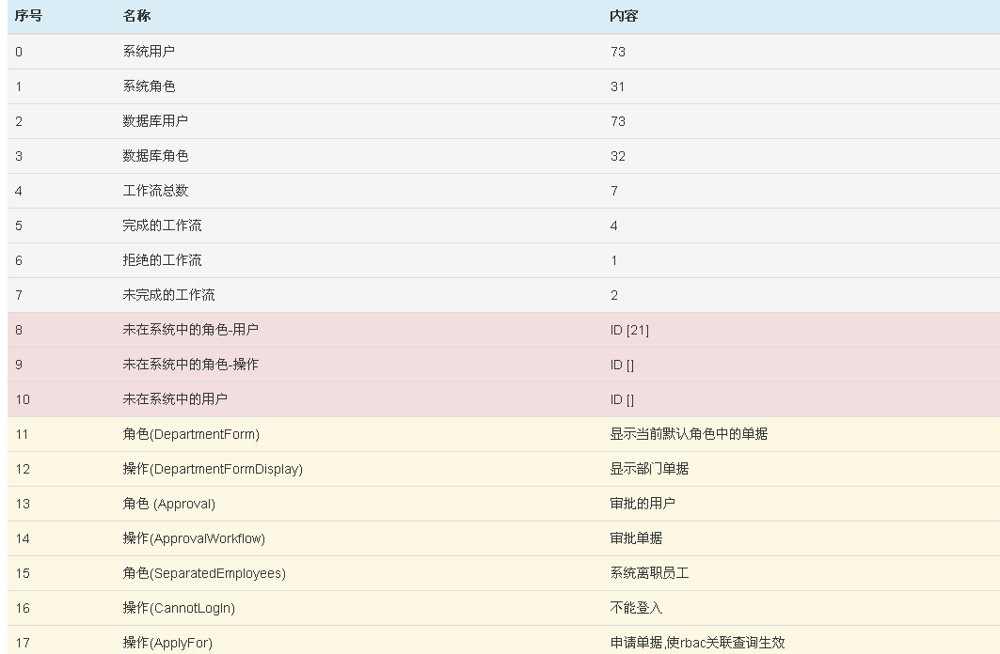 序号 名称 内容
0 系统用户 73
1 系统角色 31
2 数据库用户 73
3 数据库角色 32
4 工作流总数 7
5 完成的工作流 4
6 拒绝的工作流 1
7 未完成的工作流 2
8 未在系统中的角色-用户 ID [21]
9 未在系统中的角色-操作 ID []
10 未在系统中的用户 ID []
11 角色(DepartmentForm) 显示当前默认角色中的单据
12 操作(DepartmentFormDisplay) 显示部门单据
13 角色 (Approval) 审批的用户
14 操作(ApprovalWorkflow) 审批单据
15 角色(SeparatedEmployees) 系统离职员工
16 操作(CannotLogIn) 不能登入
17 操作(ApplyFor) 申请单据,使rbac关联查询生效